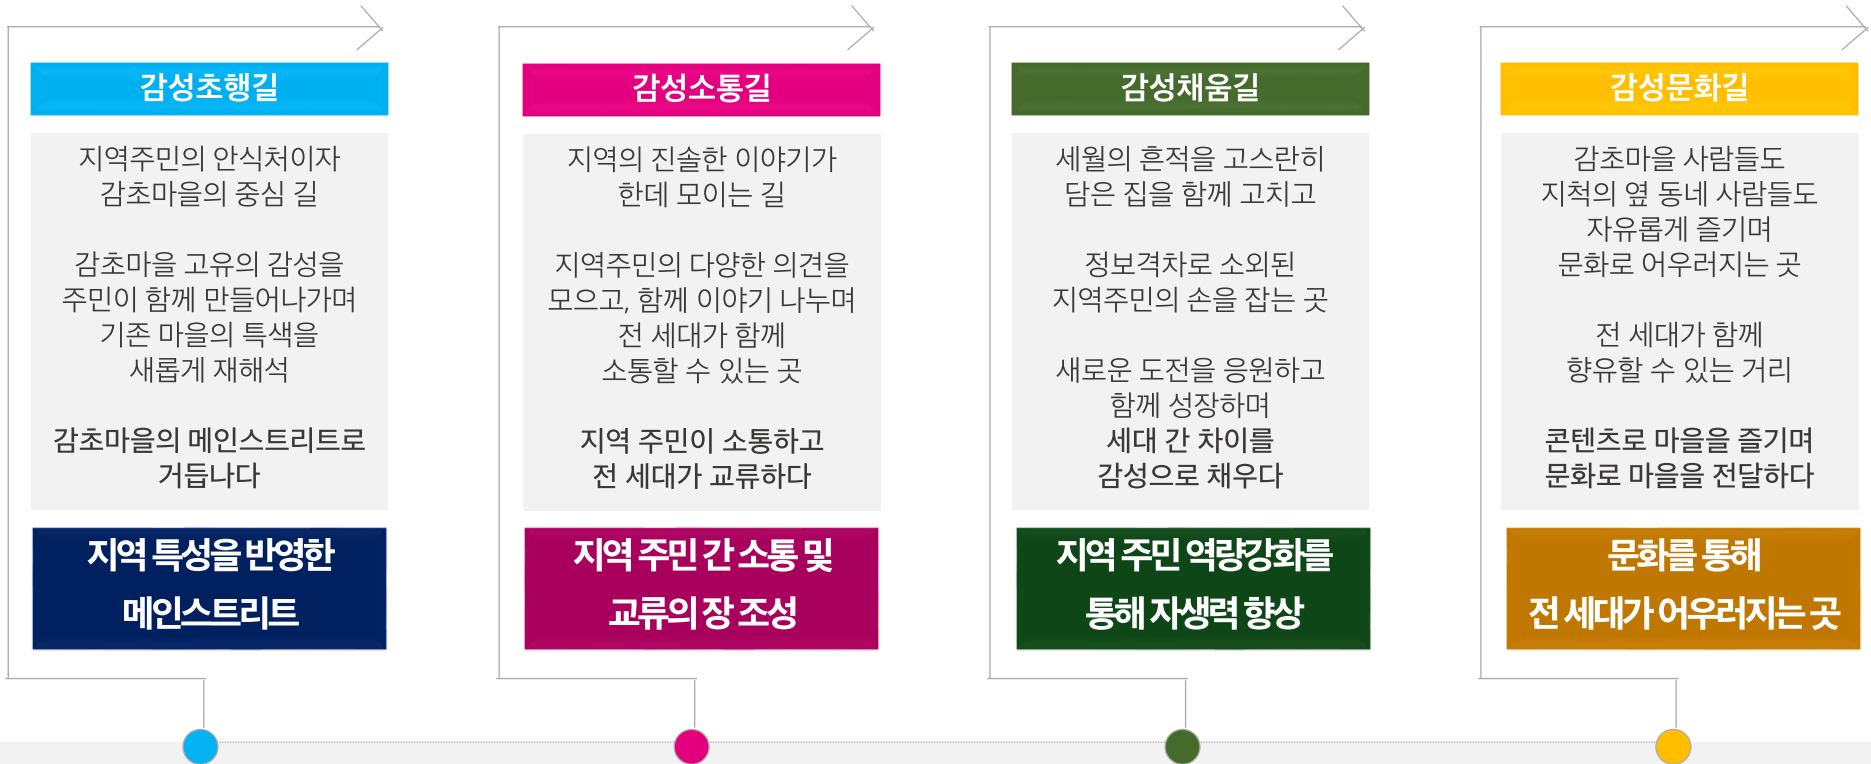 감성초행길
지역주민의 안식처이자
감초마을의 중심 길
감초마을 고유의 감성을
주민이 함께 만들어나가며
기존 마을의 특색을
새롭게 재해석
감초마을의 메인스트리트로
거듭나다
지역 특성을 반영한
메인스트리트
감성소통길
지역의 진솔한 이야기가
한데 모이는 길
지역주민의 다양한 의견을
모으고, 함께 이야기 나누며
전 세대가 함께
소통할 수 있는 곳
지역 주민이 소통하고
전 세대가 교류하다
지역 주민 간 소통 및
교류의 장 조성
감성채움길
세월의 흔적을 고스란히
담은 집을 함께 고치고
정보격차로 소외된
지역주민의 손을 잡는 곳
새로운 도전을 응원하고
함께 성장하며
세대 간 차이를
감성으로 채우다
지역 주민 역량강화를
통해 자생력 향상
감성문화길
감초마을 사람들도
지척의 옆 동네 사람들도
자유롭게 즐기며
문화로 어우러지는 곳
전 세대가 함께
향유할 수 있는 거리
콘텐츠로 마을을 즐기며
문화로 마을을 전달하다
문화를 통해
전 세대가 어우러지는 곳